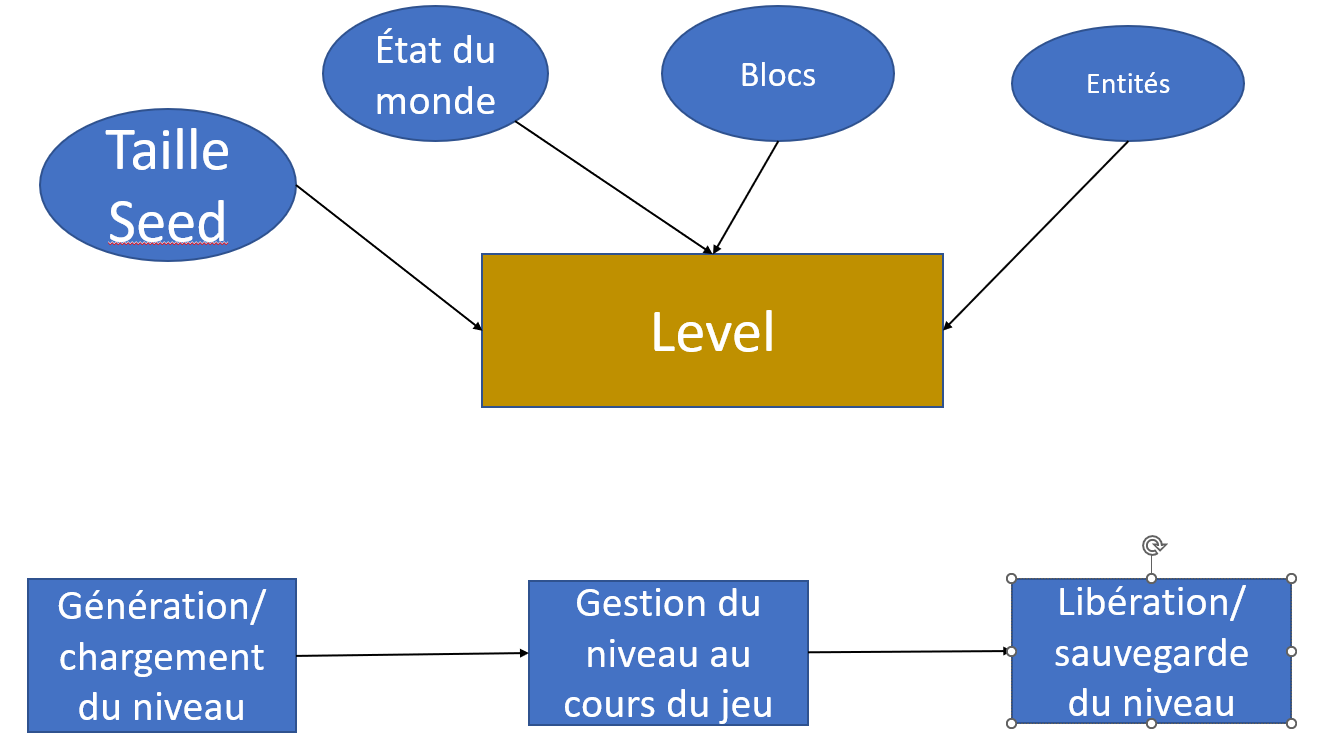 État du
monde
Blocs
Entités
Taille
Seed
Level
Génération/
chargement
du niveau
Gestion du
niveau au
cours du jeu
Libération/
sauvegarde
du niveau